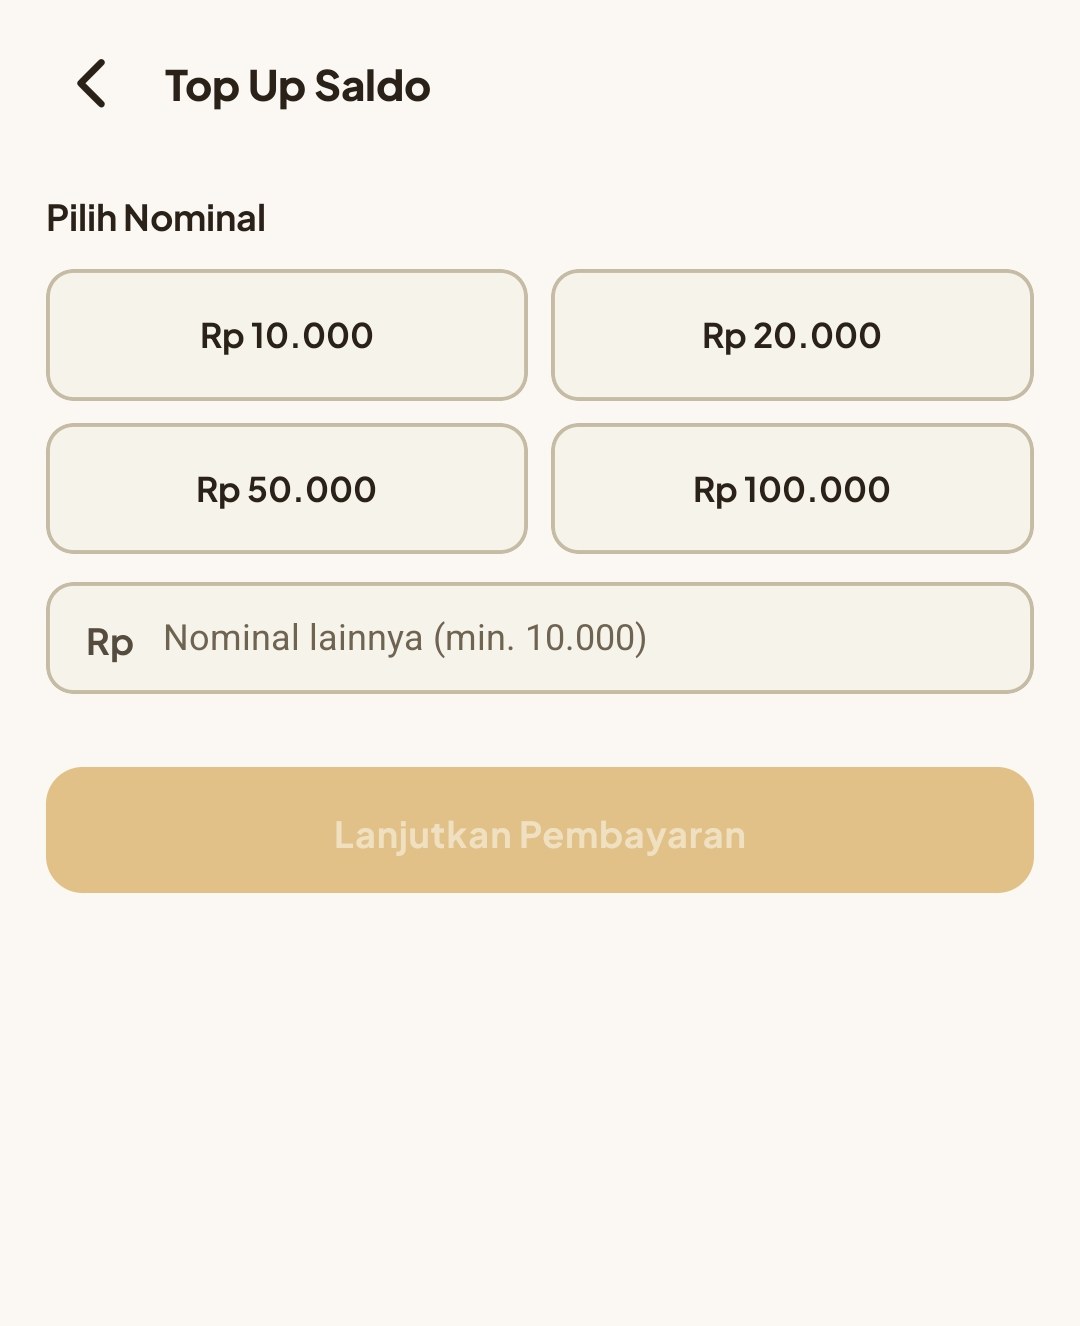 Top Up Saldo
Pilih Nominal
Rp 10.000
Rp 20.000
Rp 50.000
Rp 100.000
Rp Nominal lainnya (min. 10.000)
Lanjutkan Pembayaran